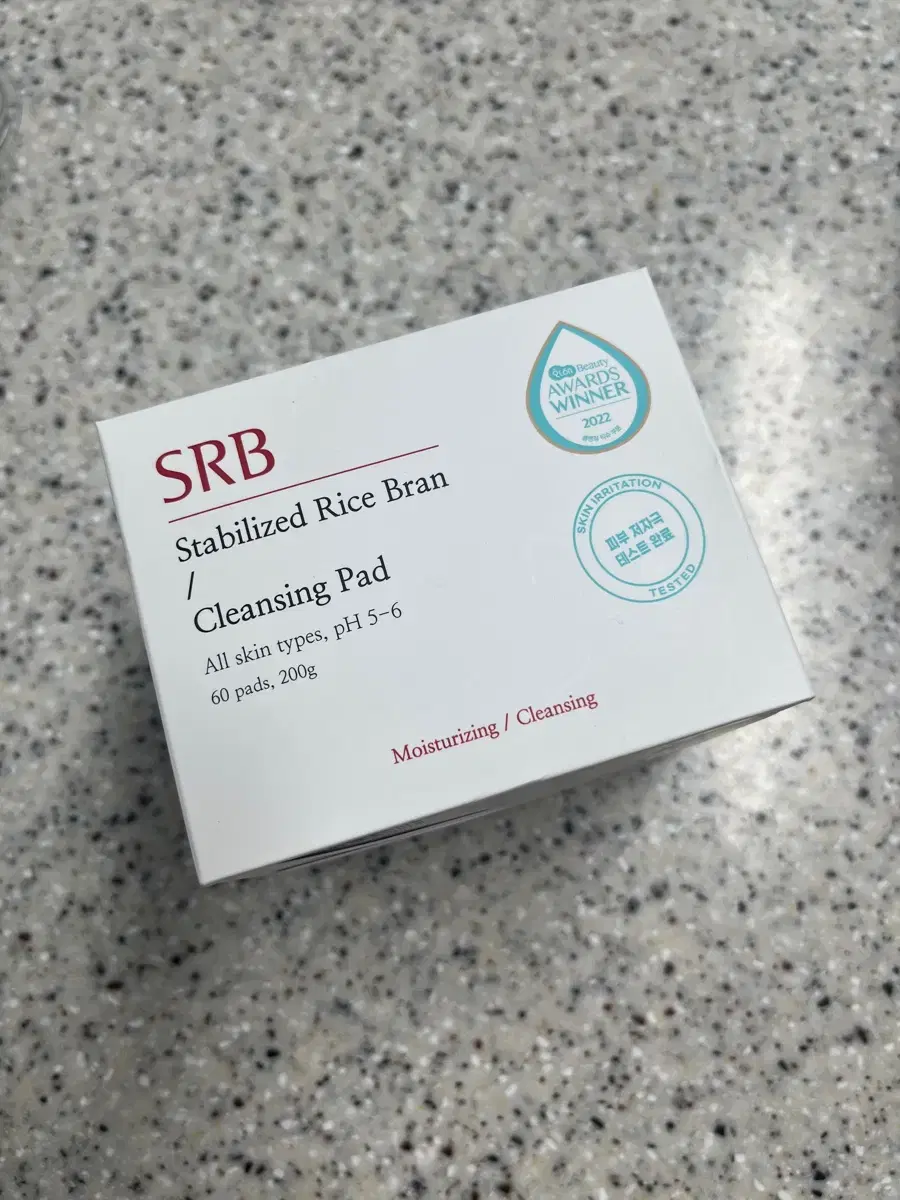 SRB
Stabilized Rice Bran
/
Cleansing Pad
All skin types, pH 5-6
60 pads, 200g
Moisturizing / Cleansing
Beauty
AWARDS
WINNER
2022
SKIN IRRITATION
피부 저자극
테스트 완료
TESTED